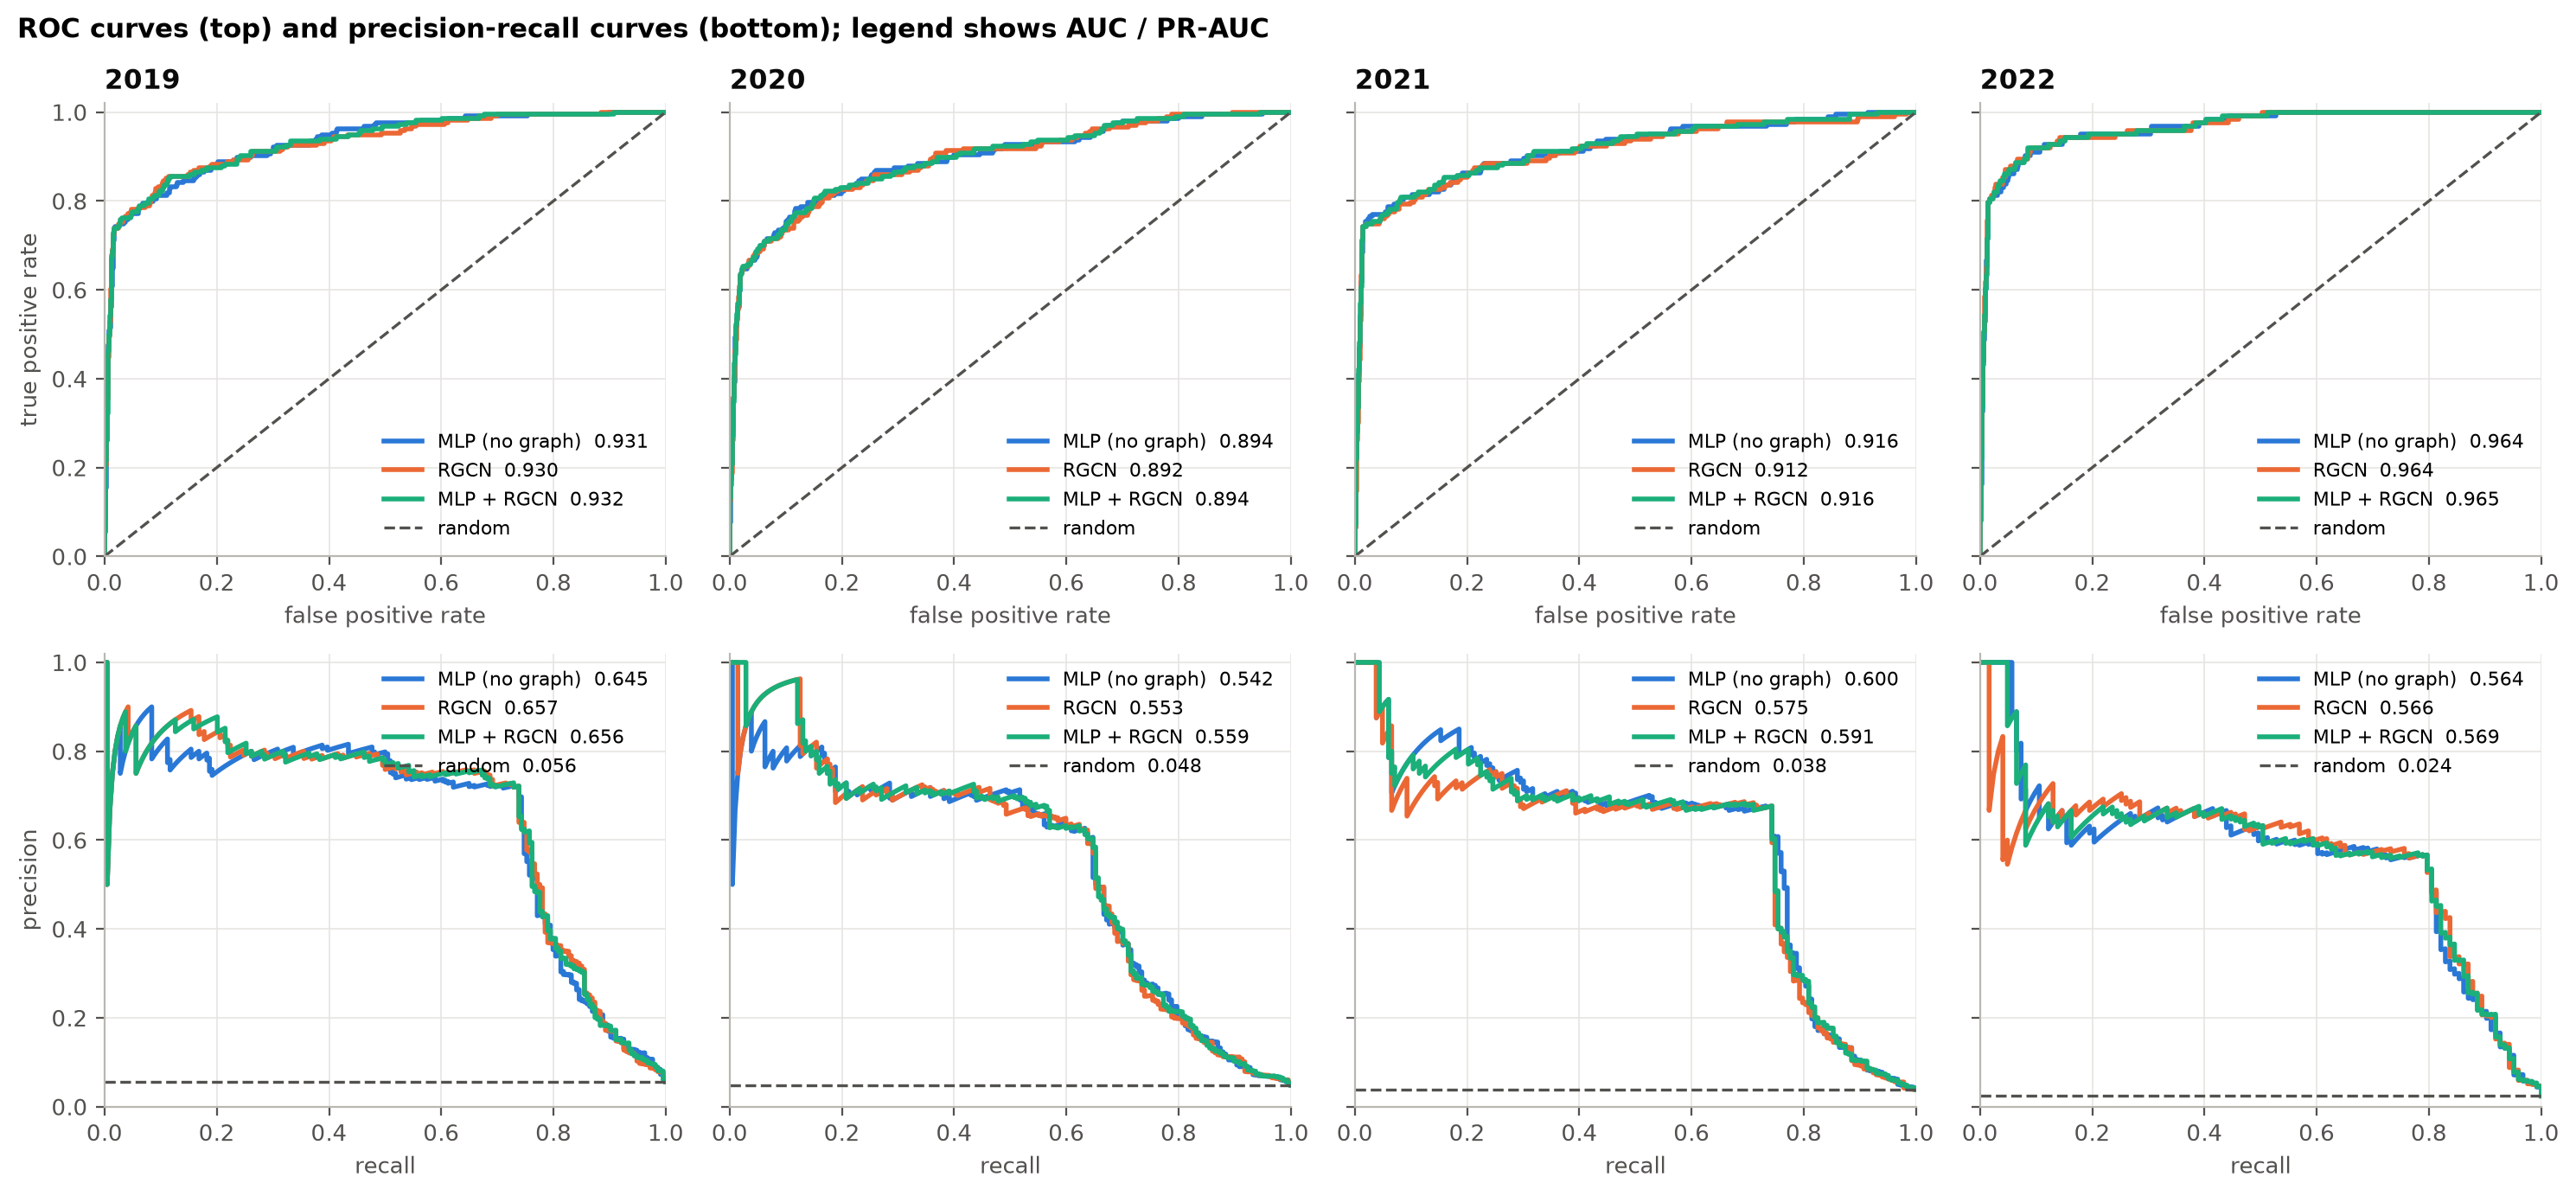 ROC curves (top) and precision-recall curves (bottom); legend shows AUC / PR-AUC
2019
1.0
0.8
0.6
0.4
0.2
0.0
true positive rate
0.0 0.2 0.4 0.6 0.8 1.0
false positive rate
MLP (no graph) 0.931
RGCN 0.930
MLP + RGCN 0.932
random
2020
0.0 0.2 0.4 0.6 0.8 1.0
false positive rate
MLP (no graph) 0.894
RGCN 0.892
MLP + RGCN 0.894
random
2021
0.0 0.2 0.4 0.6 0.8 1.0
false positive rate
MLP (no graph) 0.916
RGCN 0.912
MLP + RGCN 0.916
random
2022
0.0 0.2 0.4 0.6 0.8 1.0
false positive rate
MLP (no graph) 0.964
RGCN 0.964
MLP + RGCN 0.965
random
1.0
0.8
0.6
0.4
0.2
0.0
precision
MLP (no graph) 0.645
RGCN 0.657
MLP + RGCN 0.656
random 0.056
0.0 0.2 0.4 0.6 0.8 1.0
recall
MLP (no graph) 0.542
RGCN 0.553
MLP + RGCN 0.559
random 0.048
0.0 0.2 0.4 0.6 0.8 1.0
recall
MLP (no graph) 0.600
RGCN 0.575
MLP + RGCN 0.591
random 0.038
0.0 0.2 0.4 0.6 0.8 1.0
recall
MLP (no graph) 0.564
RGCN 0.566
MLP + RGCN 0.569
random 0.024
0.0 0.2 0.4 0.6 0.8 1.0
recall